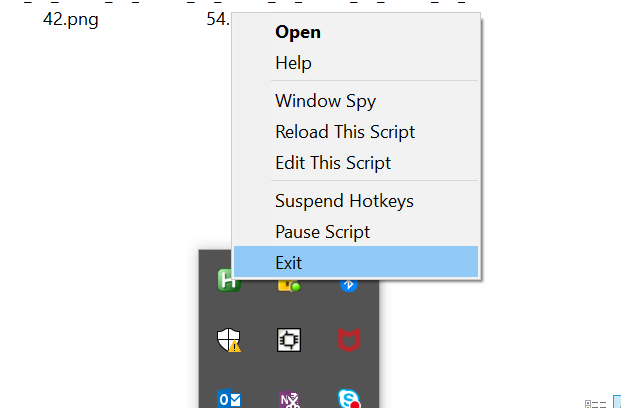 42.png
54.
Open
Help
Window Spy
Reload This Script
Edit This Script
Suspend Hotkeys
Pause Script
Exit
H
N
S